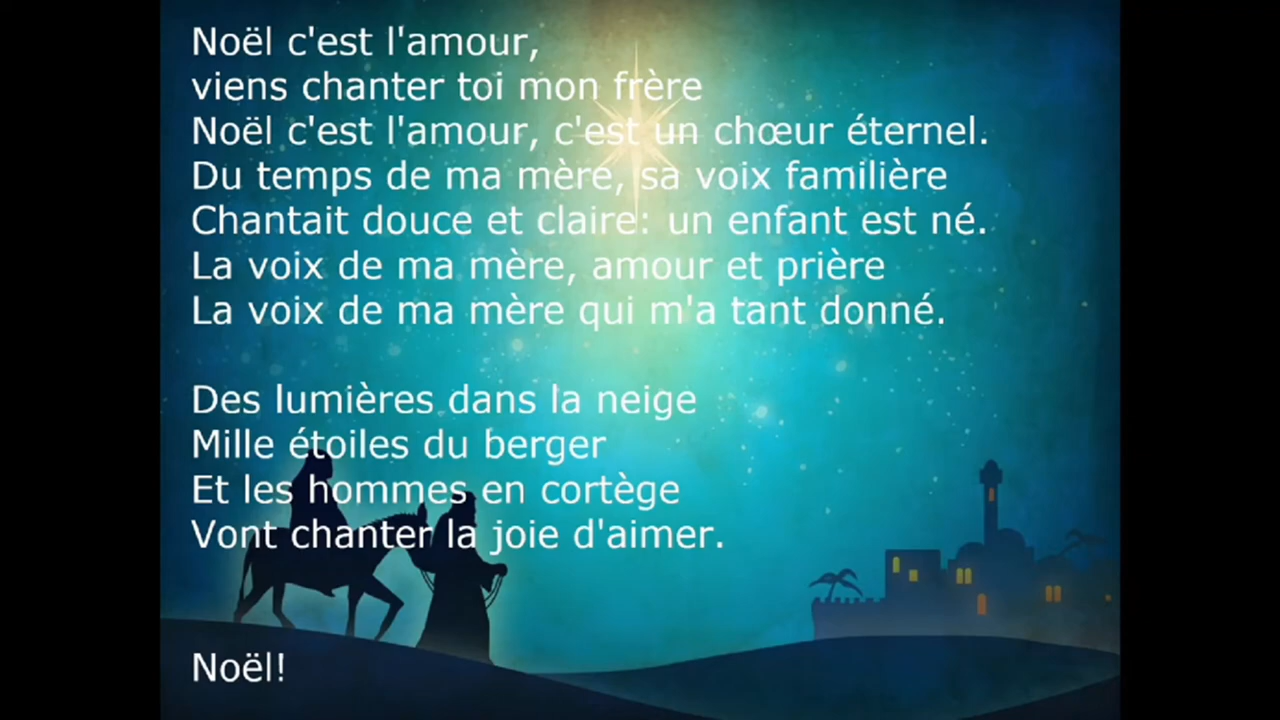 Noël c'est l'amour,
viens chanter toi mon frère
Noël c'est l'amour, c'est un chœur éternel.
Du temps de ma mère, sa voix familière
Chantait douce et claire: un enfant est né.
La voix de ma mère, amour et prière
La voix de ma mère qui m'a tant donné.
Des lumières dans la neige
Mille étoiles du berger
Et les hommes en cortège
Vont chanter la joie d'aimer.
Noël!